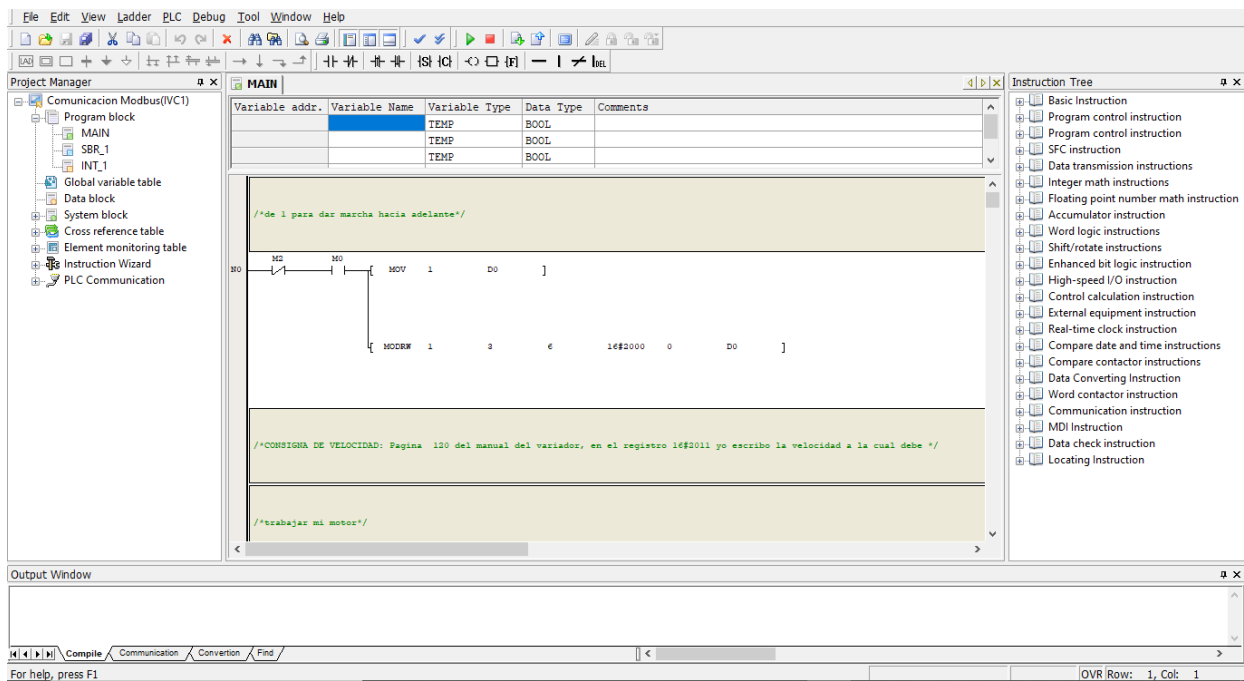 File Edit View Ladder PLC Debug Tool Window Help
Project Manager
Comunicacion Modbus(IVC1)
Program block
MAIN
SBR_1
INT_1
Global variable table
Data block
System block
Cross reference table
Element monitoring table
Instruction Wizard
PLC Communication
MAIN
Variable addr. Variable Name Variable Type Data Type Comments
TEMP BOOL
TEMP BOOL
TEMP BOOL
/*de 1 para dar marcha hacia adelante*/
M2 M0
N0 [ MOV 1 D0 ]
[ MODRW 1 3 6 16#2000 0 D0 ]
/*CONSIGNA DE VELOCIDAD: Pagina 120 del manual del variador, en el registro 16#2011 yo escribo la velocidad a la cual debe */
/*trabajar mi motor*/
Instruction Tree
Basic Instruction
Program control instruction
Program control instruction
SFC instruction
Data transmission instructions
Integer math instructions
Floating point number math instruction
Accumulator instruction
Word logic instructions
Shift/rotate instructions
Enhanced bit logic instruction
High-speed I/O instruction
Control calculation instruction
External equipment instruction
Real-time clock instruction
Compare date and time instructions
Compare contactor instructions
Data Converting Instruction
Word contactor instruction
Communication instruction
MDI Instruction
Data check instruction
Locating Instruction
Output Window
Compile Communication Convertion Find
For help, press F1
OVR Row: 1, Col: 1